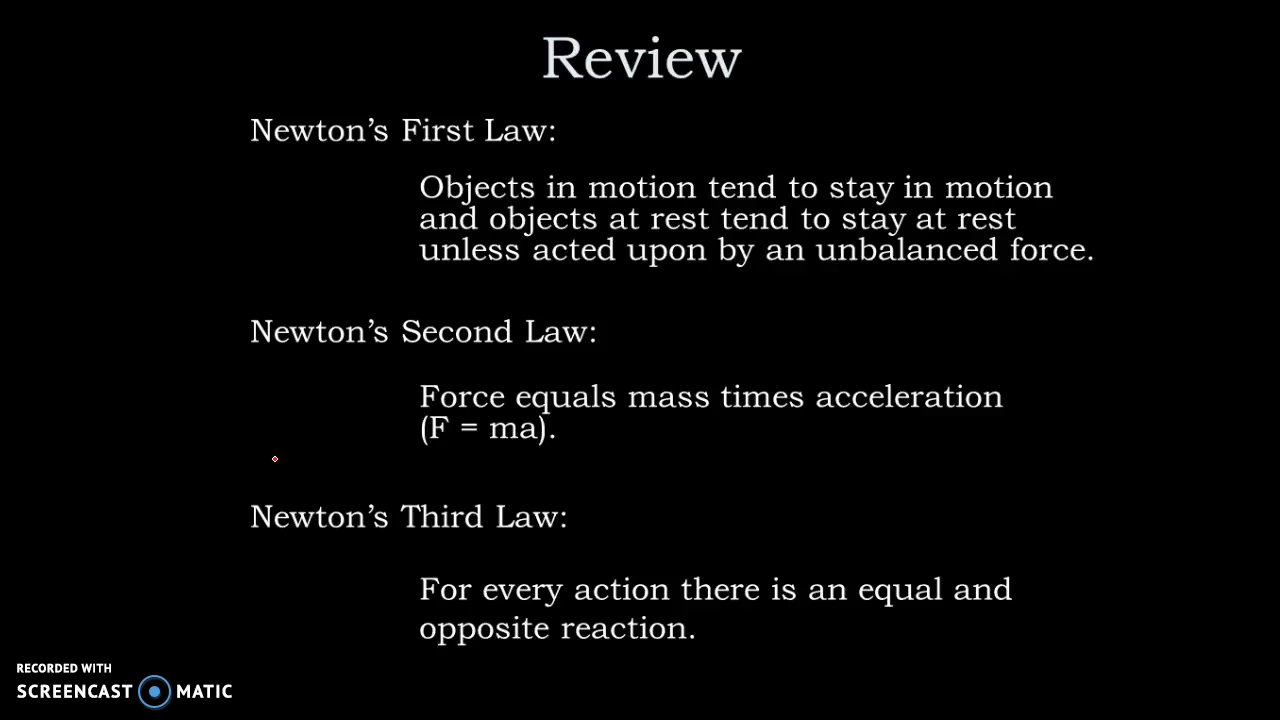 Review
Newton’s First Law:
Objects in motion tend to stay in motion
and objects at rest tend to stay at rest
unless acted upon by an unbalanced force.
Newton’s Second Law:
Force equals mass times acceleration
(F = ma).
Newton’s Third Law:
For every action there is an equal and
opposite reaction.
RECORDED WITH
SCREENCAST MATIC